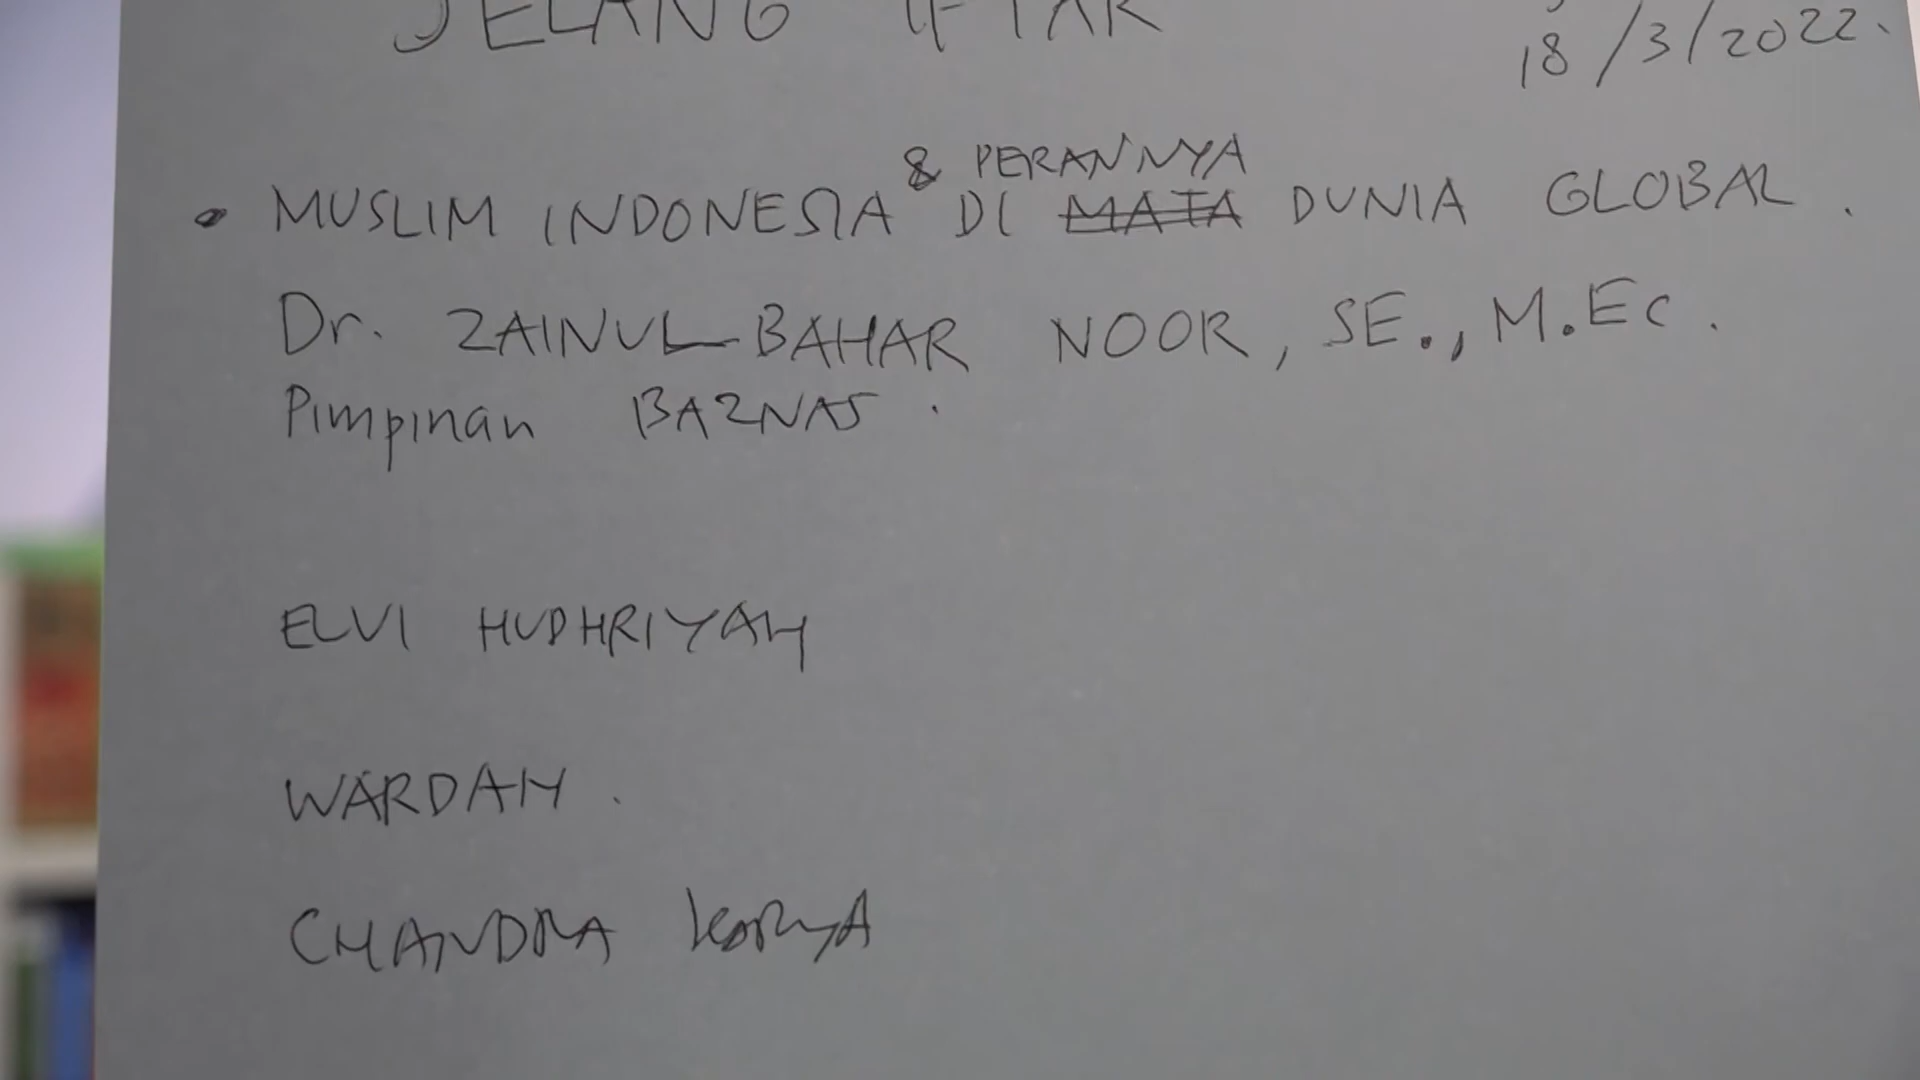 JELANG IFTAR
18/3/2022.
& PERANNYA
• MUSLIM INDONESIA DI MATA DUNIA GLOBAL.
Dr. ZAINUL BAHAR NOOR, SE., M.Ec.
Pimpinan BAZNAS.
ELVI HUDHRIYAH
WARDAH.
CHANDRA